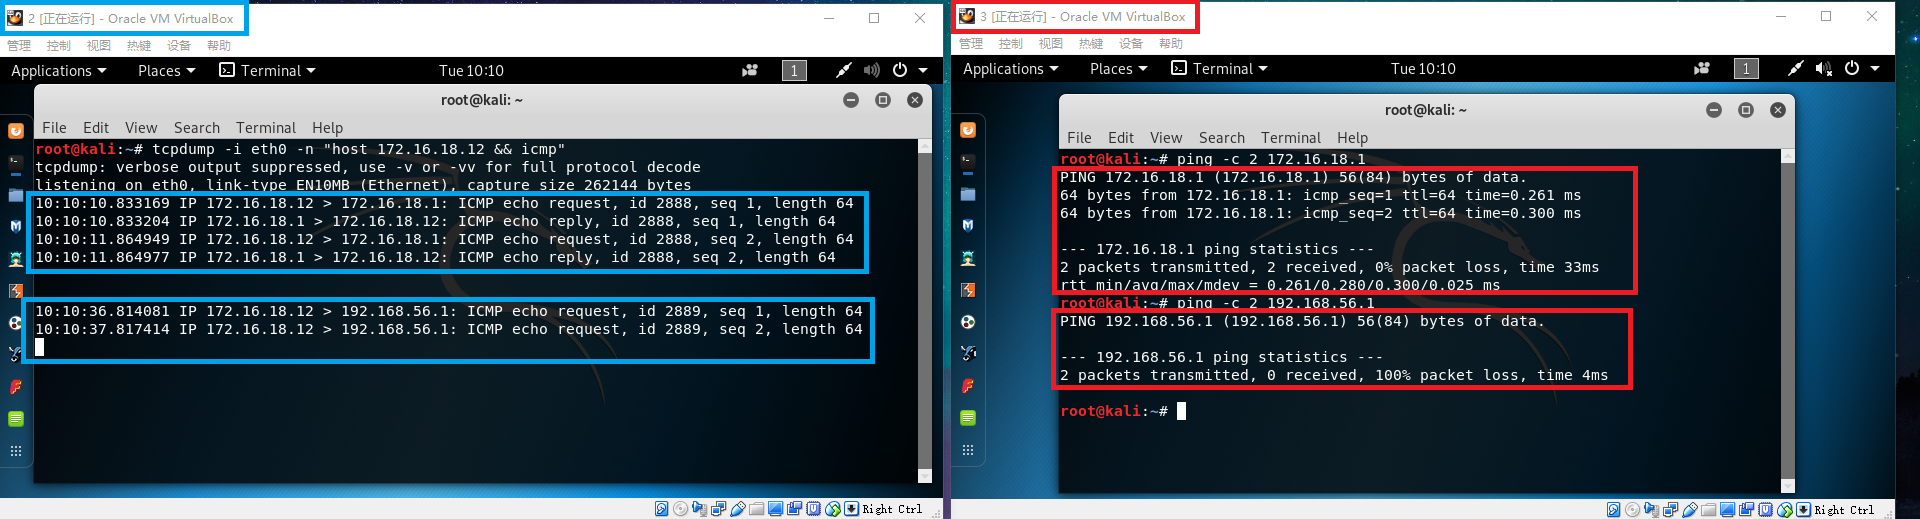 2 [正在运行] - Oracle VM VirtualBox
管理 控制 视图 热键 设备 帮助
Applications Places Terminal Tue 10:10 1
root@kali: ~
File Edit View Search Terminal Help
root@kali:~# tcpdump -i eth0 -n "host 172.16.18.12 && icmp"
tcpdump: verbose output suppressed, use -v or -vv for full protocol decode
listening on eth0, link-type EN10MB (Ethernet), capture size 262144 bytes
10:10:10.833169 IP 172.16.18.12 > 172.16.18.1: ICMP echo request, id 2888, seq 1, length 64
10:10:10.833204 IP 172.16.18.1 > 172.16.18.12: ICMP echo reply, id 2888, seq 1, length 64
10:10:11.864949 IP 172.16.18.12 > 172.16.18.1: ICMP echo request, id 2888, seq 2, length 64
10:10:11.864977 IP 172.16.18.1 > 172.16.18.12: ICMP echo reply, id 2888, seq 2, length 64
10:10:36.814081 IP 172.16.18.12 > 192.168.56.1: ICMP echo request, id 2889, seq 1, length 64
10:10:37.817414 IP 172.16.18.12 > 192.168.56.1: ICMP echo request, id 2889, seq 2, length 64
Right Ctrl
3 [正在运行] - Oracle VM VirtualBox
管理 控制 视图 热键 设备 帮助
Applications Places Terminal Tue 10:10 1
root@kali: ~
File Edit View Search Terminal Help
root@kali:~# ping -c 2 172.16.18.1
PING 172.16.18.1 (172.16.18.1) 56(84) bytes of data.
64 bytes from 172.16.18.1: icmp_seq=1 ttl=64 time=0.261 ms
64 bytes from 172.16.18.1: icmp_seq=2 ttl=64 time=0.300 ms
--- 172.16.18.1 ping statistics ---
2 packets transmitted, 2 received, 0% packet loss, time 33ms
rtt min/avg/max/mdev = 0.261/0.280/0.300/0.025 ms
root@kali:~# ping -c 2 192.168.56.1
PING 192.168.56.1 (192.168.56.1) 56(84) bytes of data.
--- 192.168.56.1 ping statistics ---
2 packets transmitted, 0 received, 100% packet loss, time 4ms
root@kali:~#
Right Ctrl